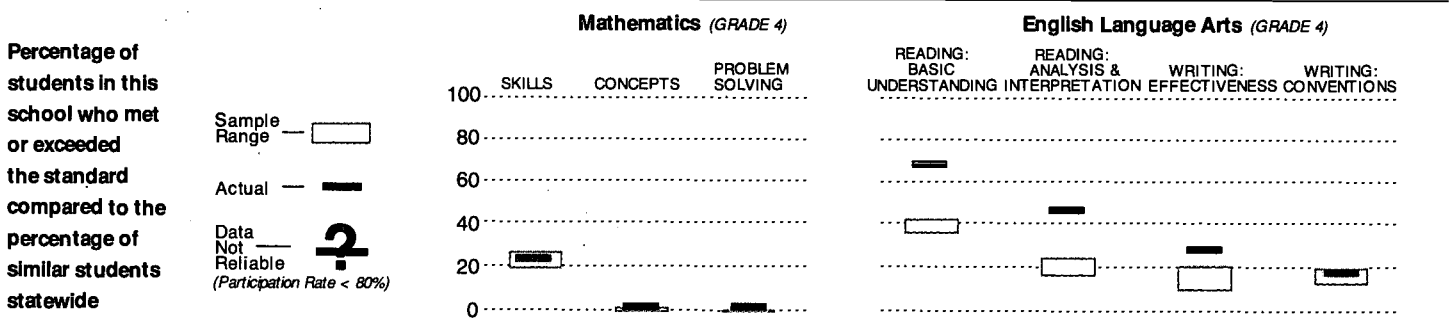 Percentage of
students in this
school who met
or exceeded
the standard
compared to the
percentage of
similar students
statewide
Sample
Range
Actual
Data
Not
Reliable
?
(Participation Rate < 80%)
Mathematics (GRADE 4)
SKILLS
CONCEPTS
PROBLEM
SOLVING
100
80
60
40
20
0
English Language Arts (GRADE 4)
READING:
BASIC
UNDERSTANDING
READING:
ANALYSIS &
INTERPRETATION
WRITING:
EFFECTIVENESS
WRITING:
CONVENTIONS